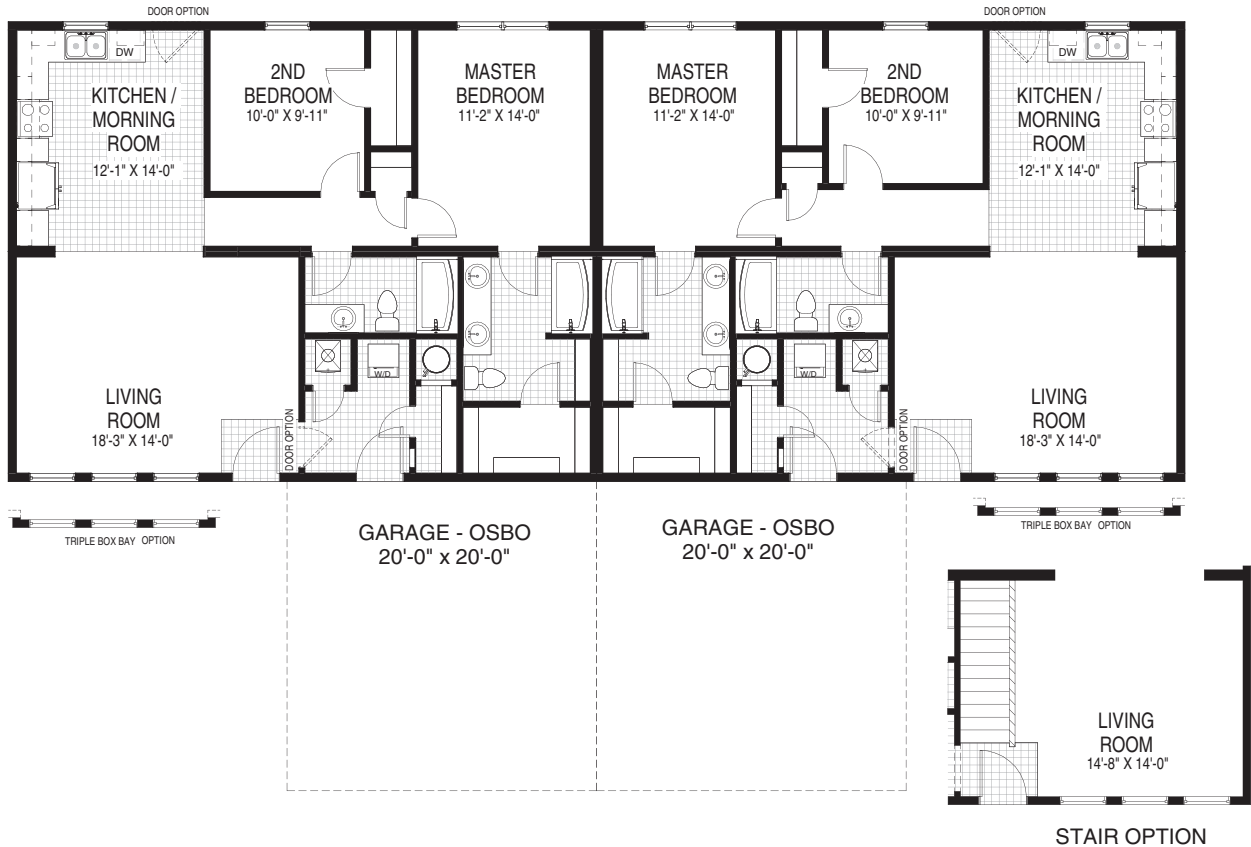 DOOR OPTION
DOOR OPTION
DW
KITCHEN /
MORNING
ROOM
12'-1" X 14'-0"
2ND
BEDROOM
10'-0" X 9'-11"
MASTER
BEDROOM
11'-2" X 14'-0"
MASTER
BEDROOM
11'-2" X 14'-0"
2ND
BEDROOM
10'-0" X 9'-11"
DW
KITCHEN /
MORNING
ROOM
12'-1" X 14'-0"
W/D
W/D
LIVING
ROOM
18'-3" X 14'-0"
DOOR OPTION
DOOR OPTION
LIVING
ROOM
18'-3" X 14'-0"
TRIPLE BOX BAY OPTION
GARAGE - OSBO
20'-0" x 20'-0"
GARAGE - OSBO
20'-0" x 20'-0"
TRIPLE BOX BAY OPTION
LIVING
ROOM
14'-8" X 14'-0"
STAIR OPTION